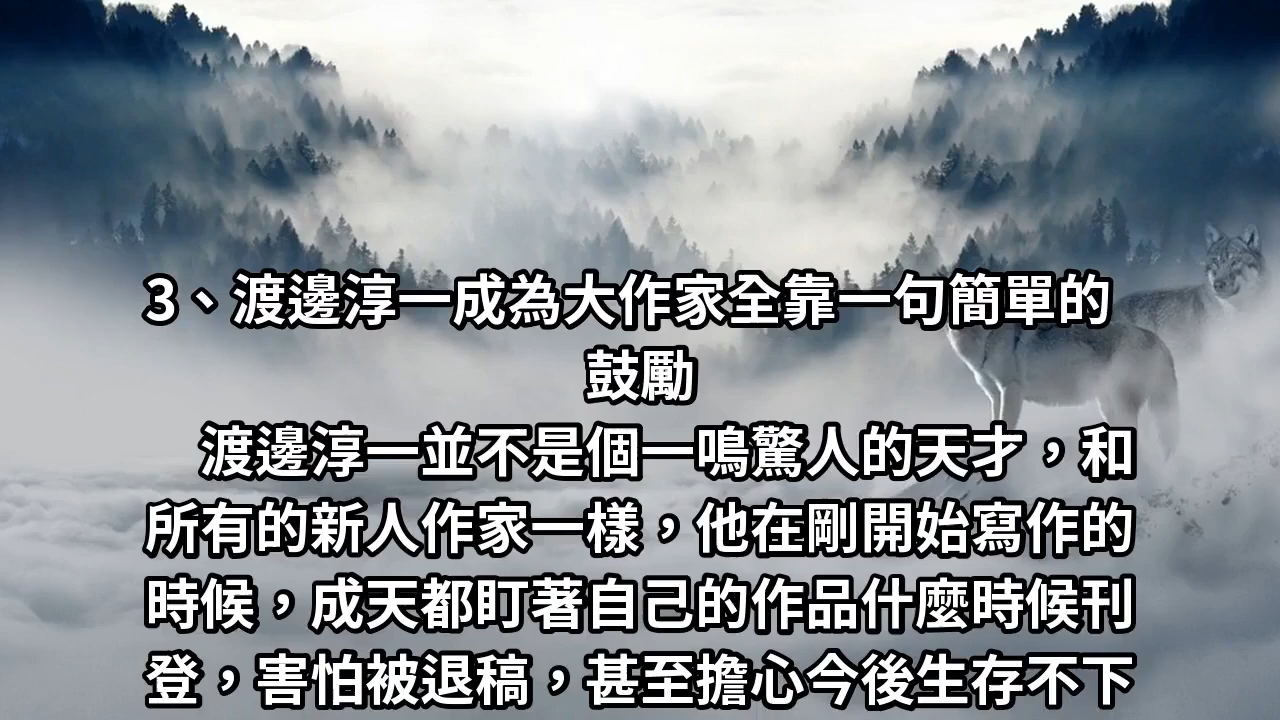 3、渡邊淳一成為大作家全靠一句簡單的
鼓勵
渡邊淳一並不是個一鳴驚人的天才，和
所有的新人作家一樣，他在剛開始寫作的
時候，成天都盯著自己的作品什麼時候刊
登，害怕被退稿，甚至擔心今後生存不下